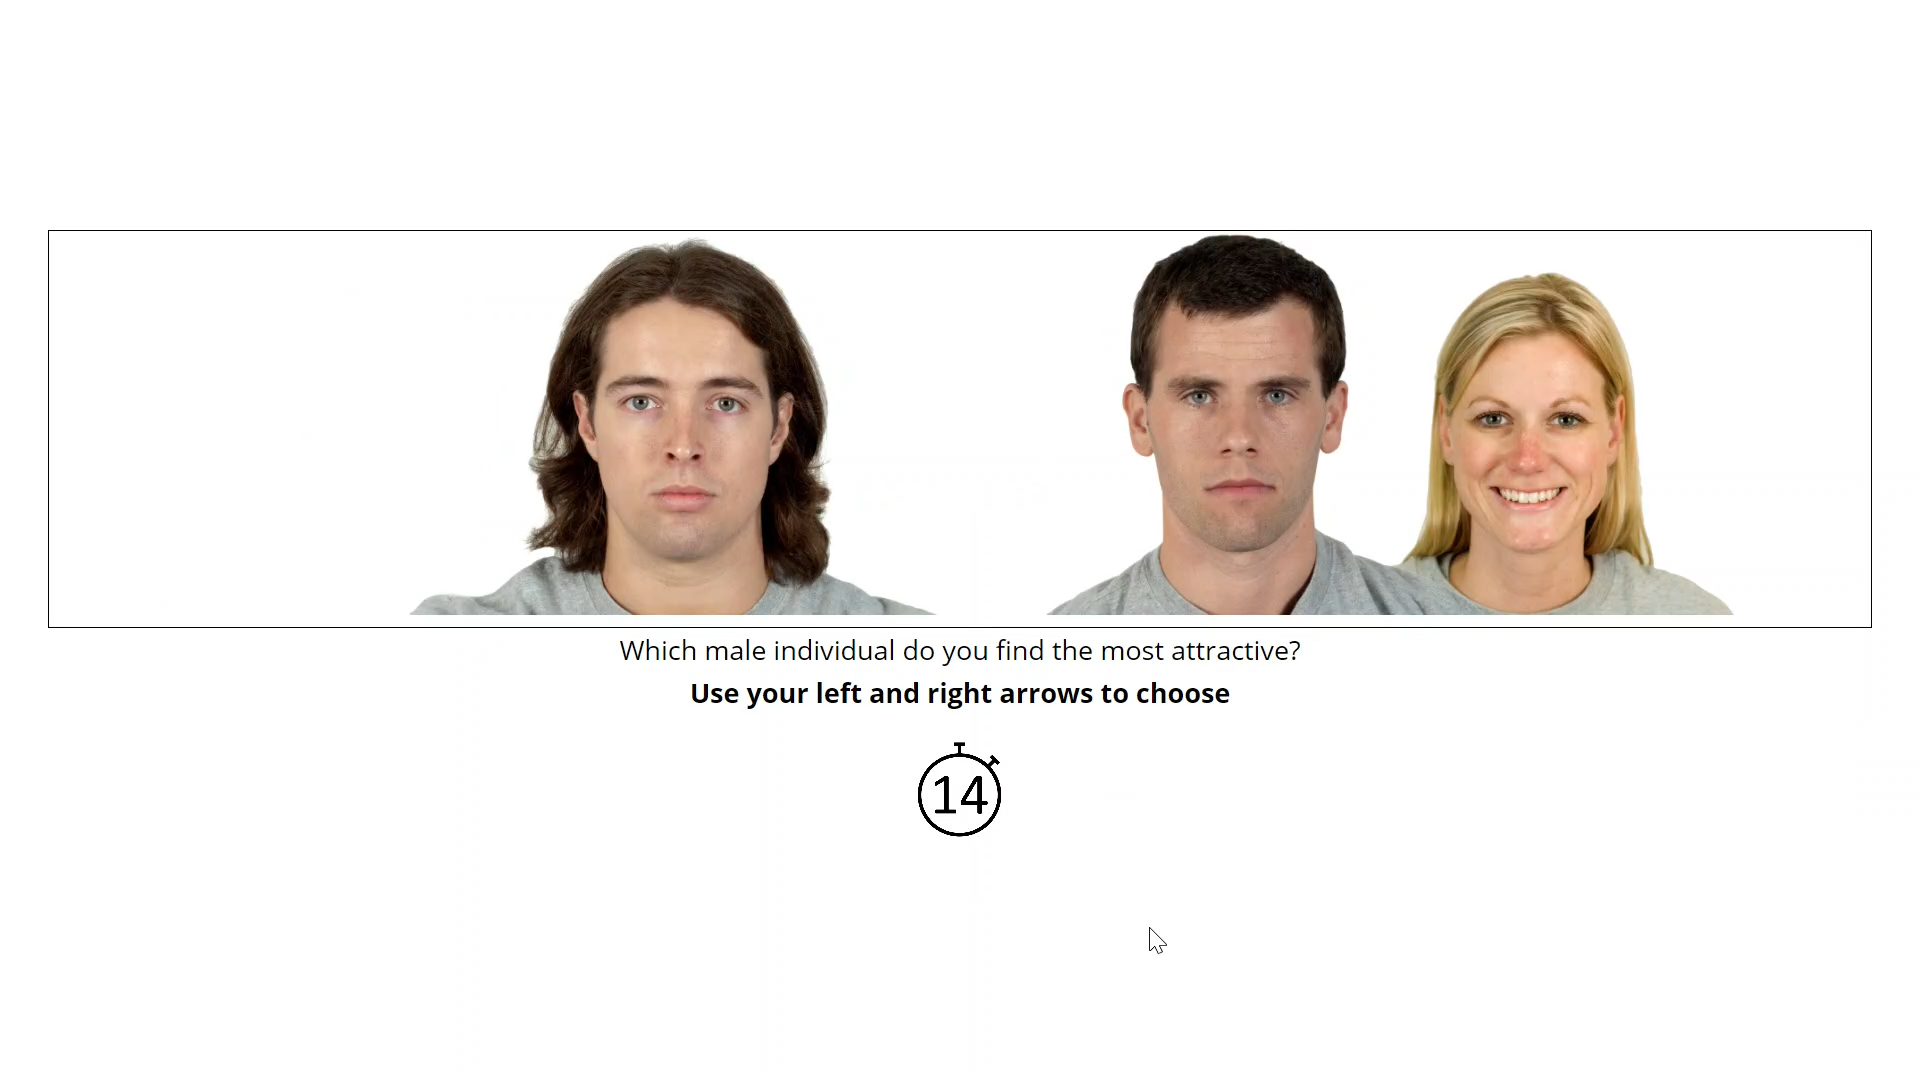 Which male individual do you find the most attractive?
Use your left and right arrows to choose
14